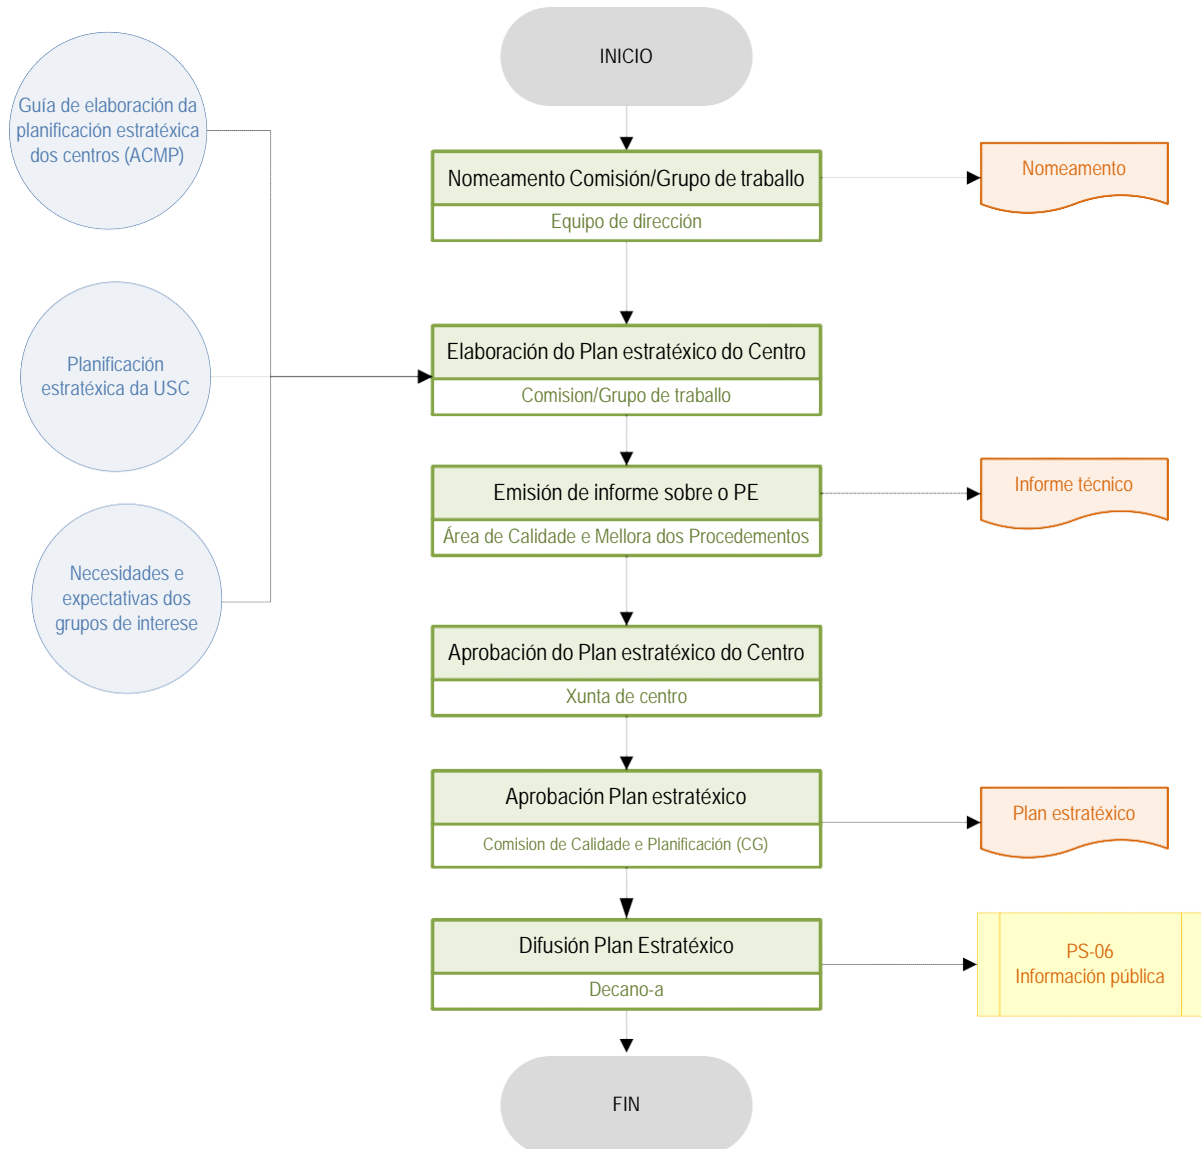 INICIO
Guía de elaboración da
planificación estratéxica
dos centros (ACMP)
Nomeamento Comisión/Grupo de traballo
Equipo de dirección
Nomeamento
Planificación
estratéxica da USC
Elaboración do Plan estratéxico do Centro
Comision/Grupo de traballo
Emisión de informe sobre o PE
Área de Calidade e Mellora dos Procedementos
Informe técnico
Necesidades e
expectativas dos
grupos de interese
Aprobación do Plan estratéxico do Centro
Xunta de centro
Aprobación Plan estratéxico
Comision de Calidade e Planificación (CG)
Plan estratéxico
Difusión Plan Estratéxico
Decano-a
PS-06
Información pública
FIN